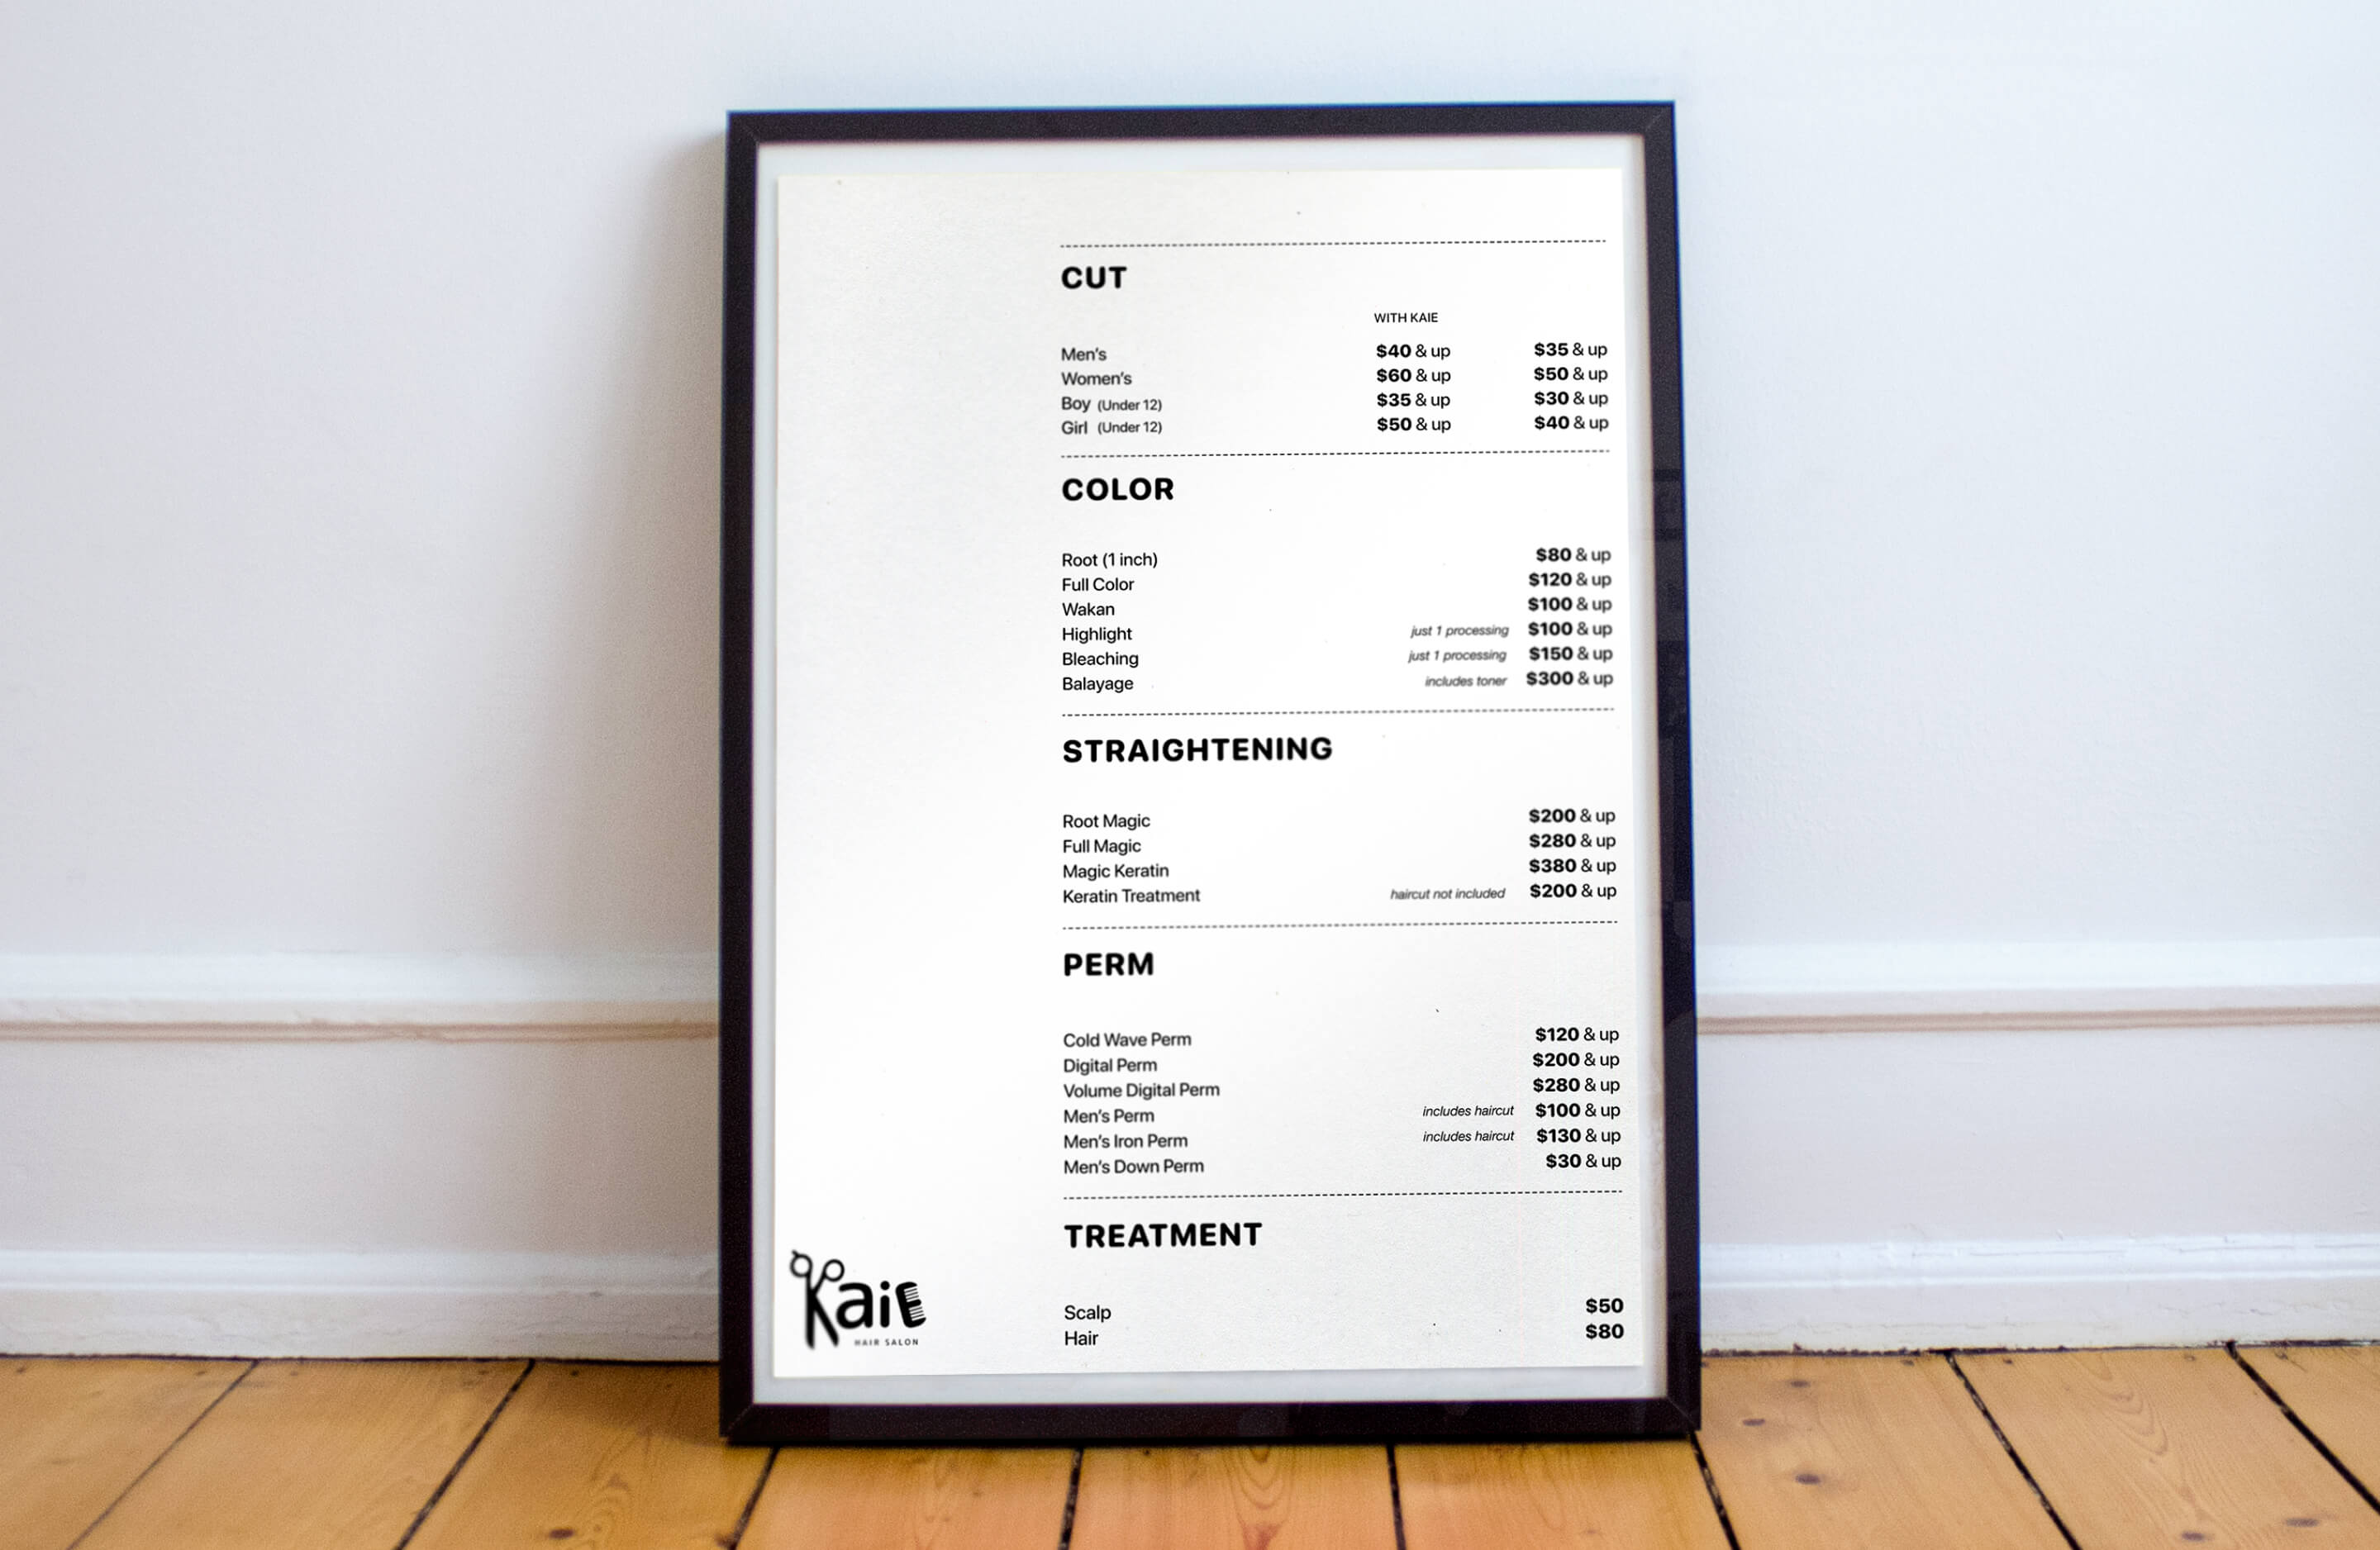 CUT
WITH KAIE
Men's $40 & up $35 & up
Women's $60 & up $50 & up
Boy (Under 12) $35 & up $30 & up
Girl (Under 12) $50 & up $40 & up
COLOR
Root (1 inch) $80 & up
Full Color $120 & up
Wakan $100 & up
Highlight just 1 processing $100 & up
Bleaching just 1 processing $150 & up
Balayage includes toner $300 & up
STRAIGHTENING
Root Magic $200 & up
Full Magic $280 & up
Magic Keratin $380 & up
Keratin Treatment haircut not included $200 & up
PERM
Cold Wave Perm $120 & up
Digital Perm $200 & up
Volume Digital Perm $280 & up
Men's Perm includes haircut $100 & up
Men's Iron Perm includes haircut $130 & up
Men's Down Perm $30 & up
TREATMENT
Scalp $50
Hair $80
Kaie
HAIR SALON